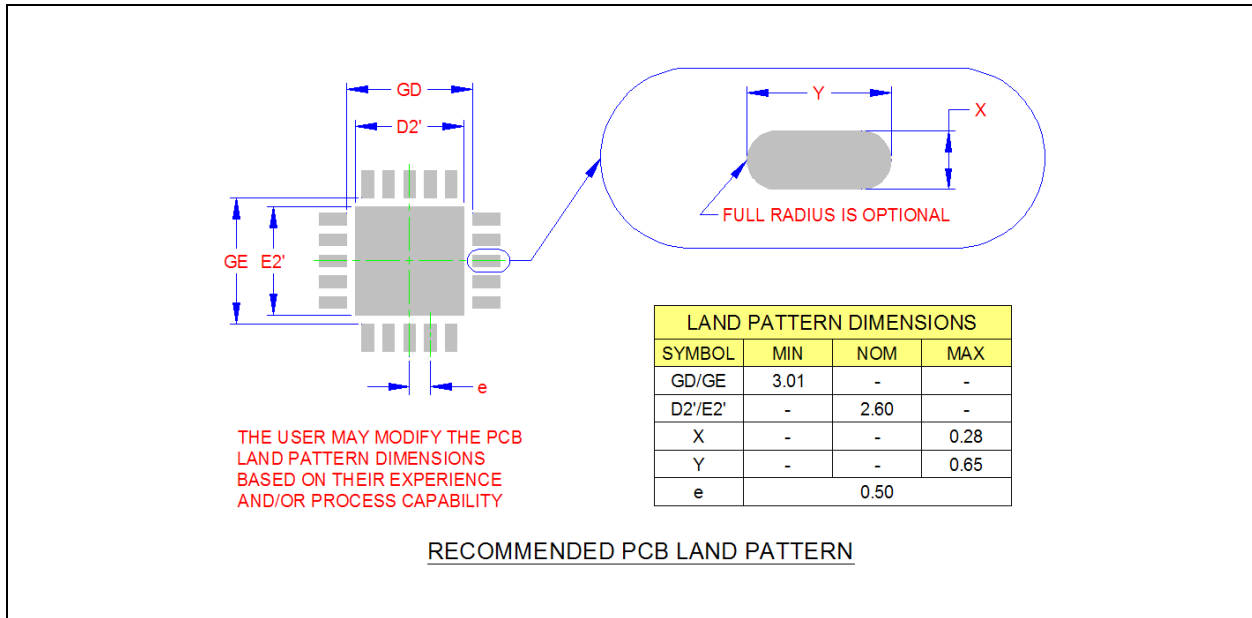 GD
D2'
GE
E2'
e
Y
X
FULL RADIUS IS OPTIONAL
THE USER MAY MODIFY THE PCB
LAND PATTERN DIMENSIONS
BASED ON THEIR EXPERIENCE
AND/OR PROCESS CAPABILITY
LAND PATTERN DIMENSIONS
SYMBOL MIN NOM MAX
GD/GE 3.01 - -
D2'/E2' - 2.60 -
X - - 0.28
Y - - 0.65
e 0.50
RECOMMENDED PCB LAND PATTERN